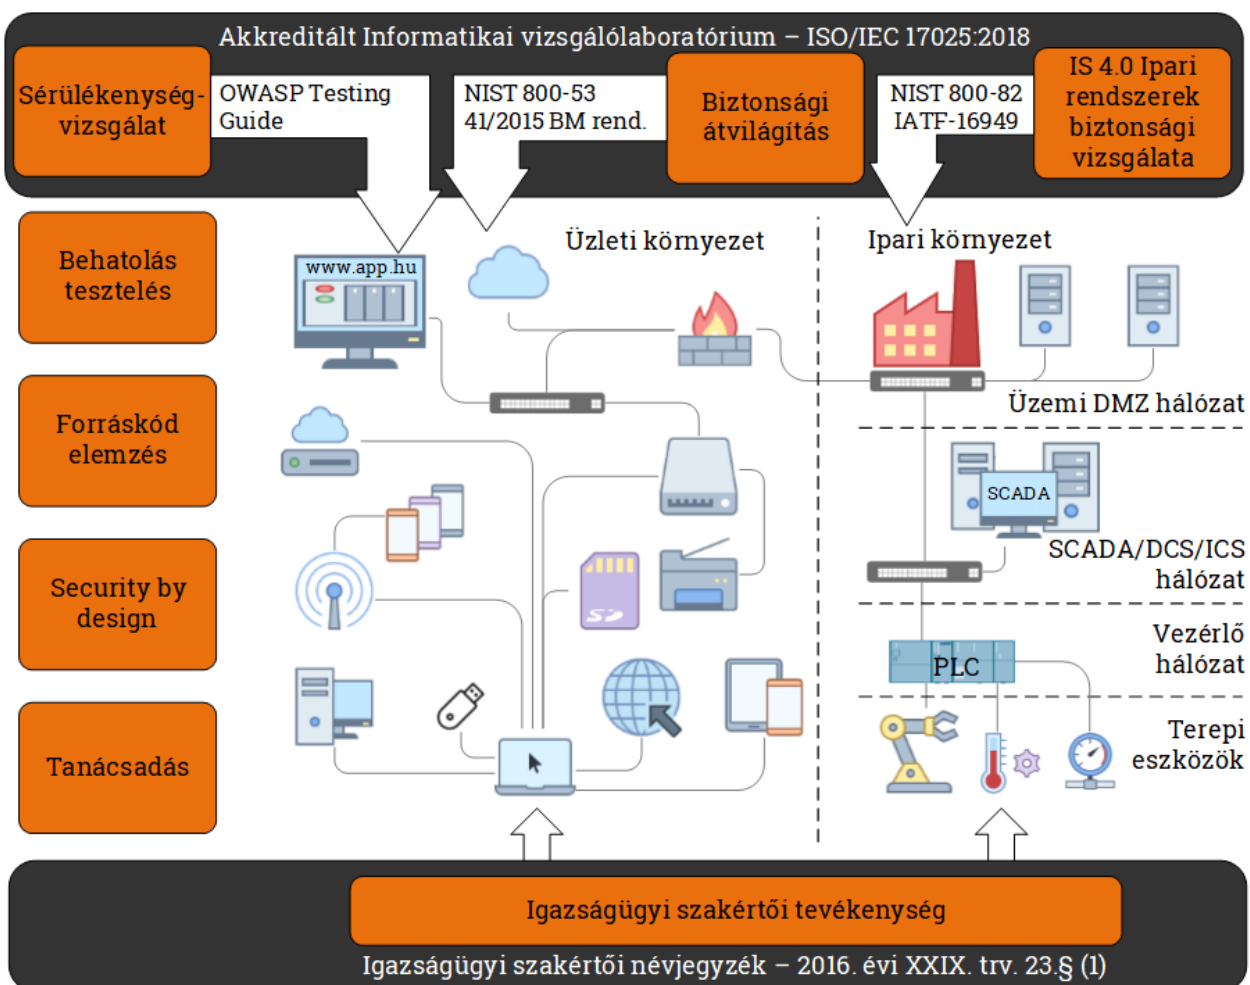 Akkreditált Informatikai vizsgálólaboratórium – ISO/IEC 17025:2018
Sérülékenység-
vizsgálat
OWASP Testing
Guide
NIST 800-53
41/2015 BM rend.
Biztonsági
átvilágítás
NIST 800-82
IATF-16949
IS 4.0 Ipari
rendszerek
biztonsági
vizsgálata
Behatolás
tesztelés
Forráskód
elemzés
Security by
design
Tanácsadás
Üzleti környezet
www.app.hu
SD
Ipari környezet
Üzemi DMZ hálózat
SCADA
SCADA/DCS/ICS
hálózat
Vezérlő
hálózat
PLC
Terepi
eszközök
Igazságügyi szakértői tevékenység
Igazságügyi szakértői névjegyzék – 2016. évi XXIX. trv. 23.§ (1)